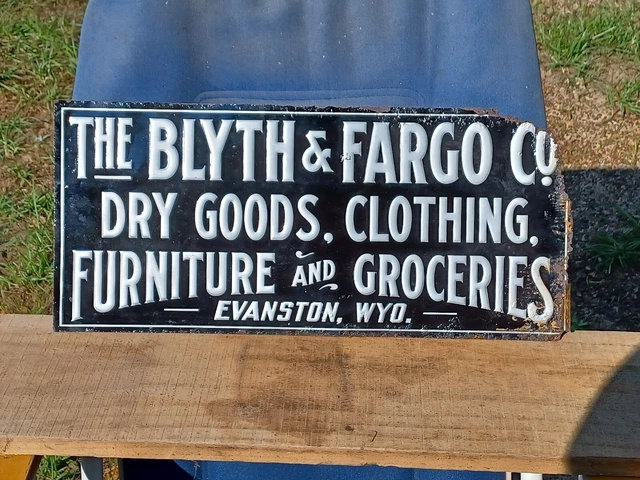 THE BLYTH & FARGO CO
DRY GOODS, CLOTHING,
FURNITURE AND GROCERIES
— EVANSTON, WYO. —